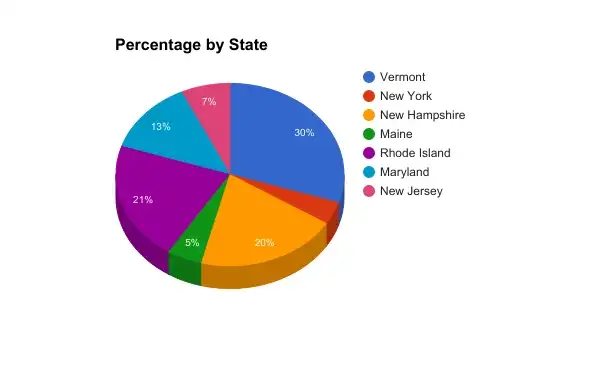 Percentage by State
Vermont
New York
New Hampshire
Maine
Rhode Island
Maryland
New Jersey
7%
30%
13%
21%
5%
20%